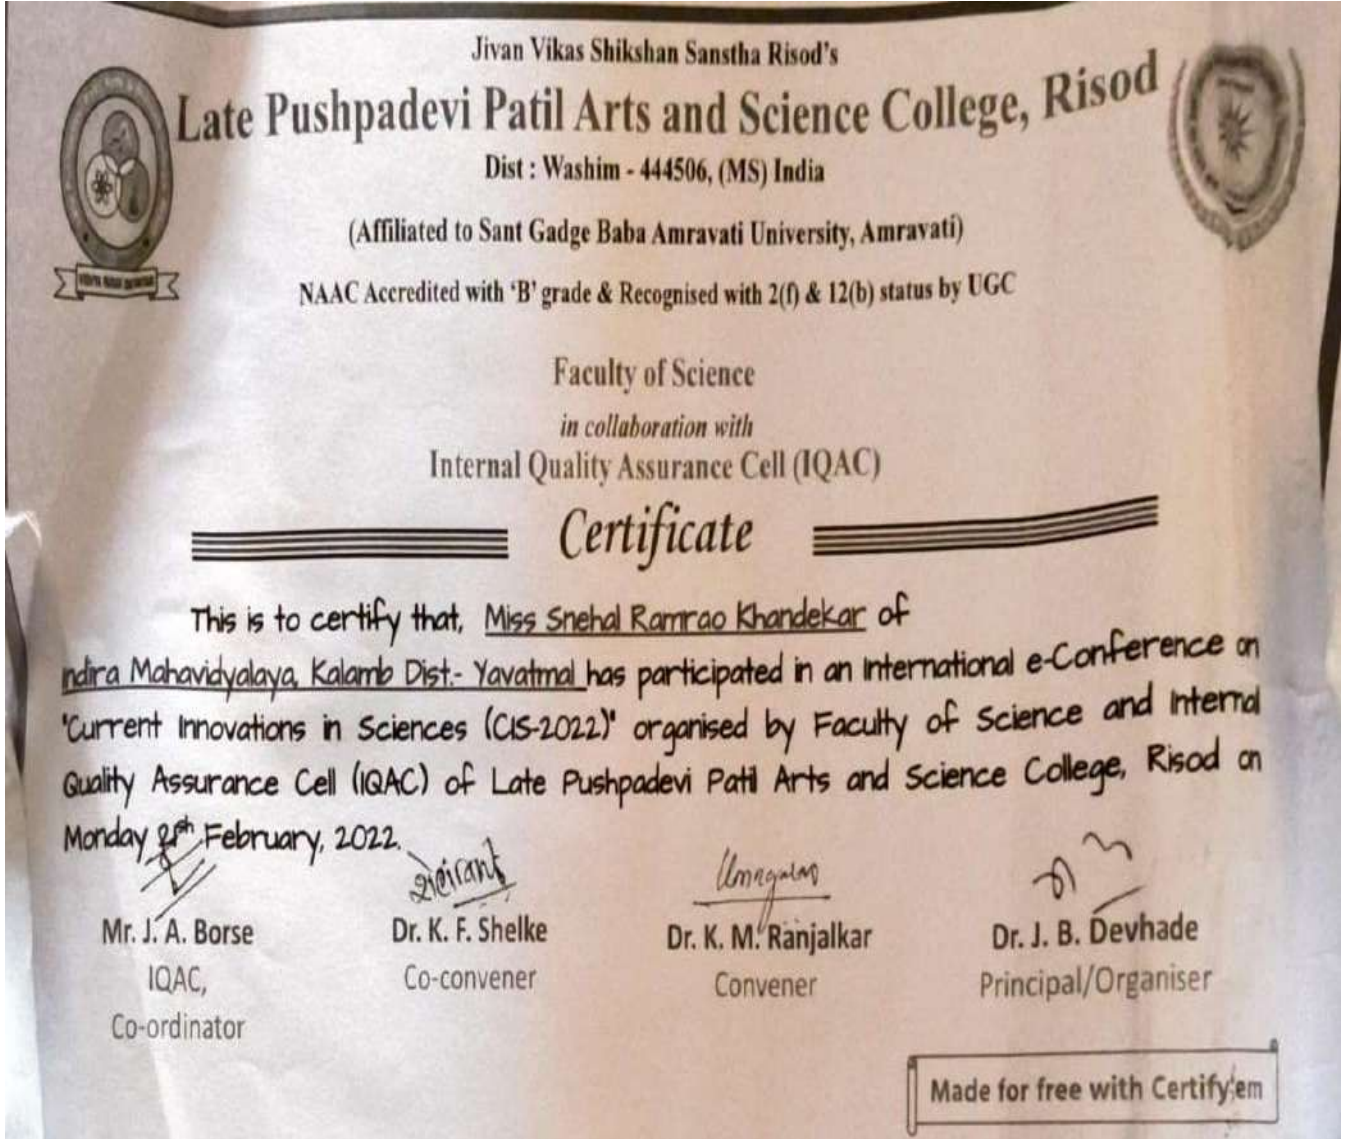 Jivan Vikas Shikshan Sanstha Risod's
Late Pushpadevi Patil Arts and Science College, Risod
Dist : Washim - 444506, (MS) India
(Affiliated to Sant Gadge Baba Amravati University, Amravati)
NAAC Accredited with 'B' grade & Recognised with 2(f) & 12(b) status by UGC
Faculty of Science
in collaboration with
Internal Quality Assurance Cell (IQAC)
Certificate
This is to certify that, Miss Snehal Ramrao Khandekar of
Indira Mahavidyalaya, Kalamb Dist.- Yavatmal has participated in an International e-Conference on
"Current Innovations in Sciences (CIS-2022)" organised by Faculty of Science and Internal
Quality Assurance Cell (IQAC) of Late Pushpadevi Patil Arts and Science College, Risod on
Monday February, 2022.
Mr. J. A. Borse
IQAC,
Co-ordinator
Dr. K. F. Shelke
Co-convener
Dr. K. M. Ranjalkar
Convener
Dr. J. B. Devhade
Principal/Organiser
Made for free with Certify'em